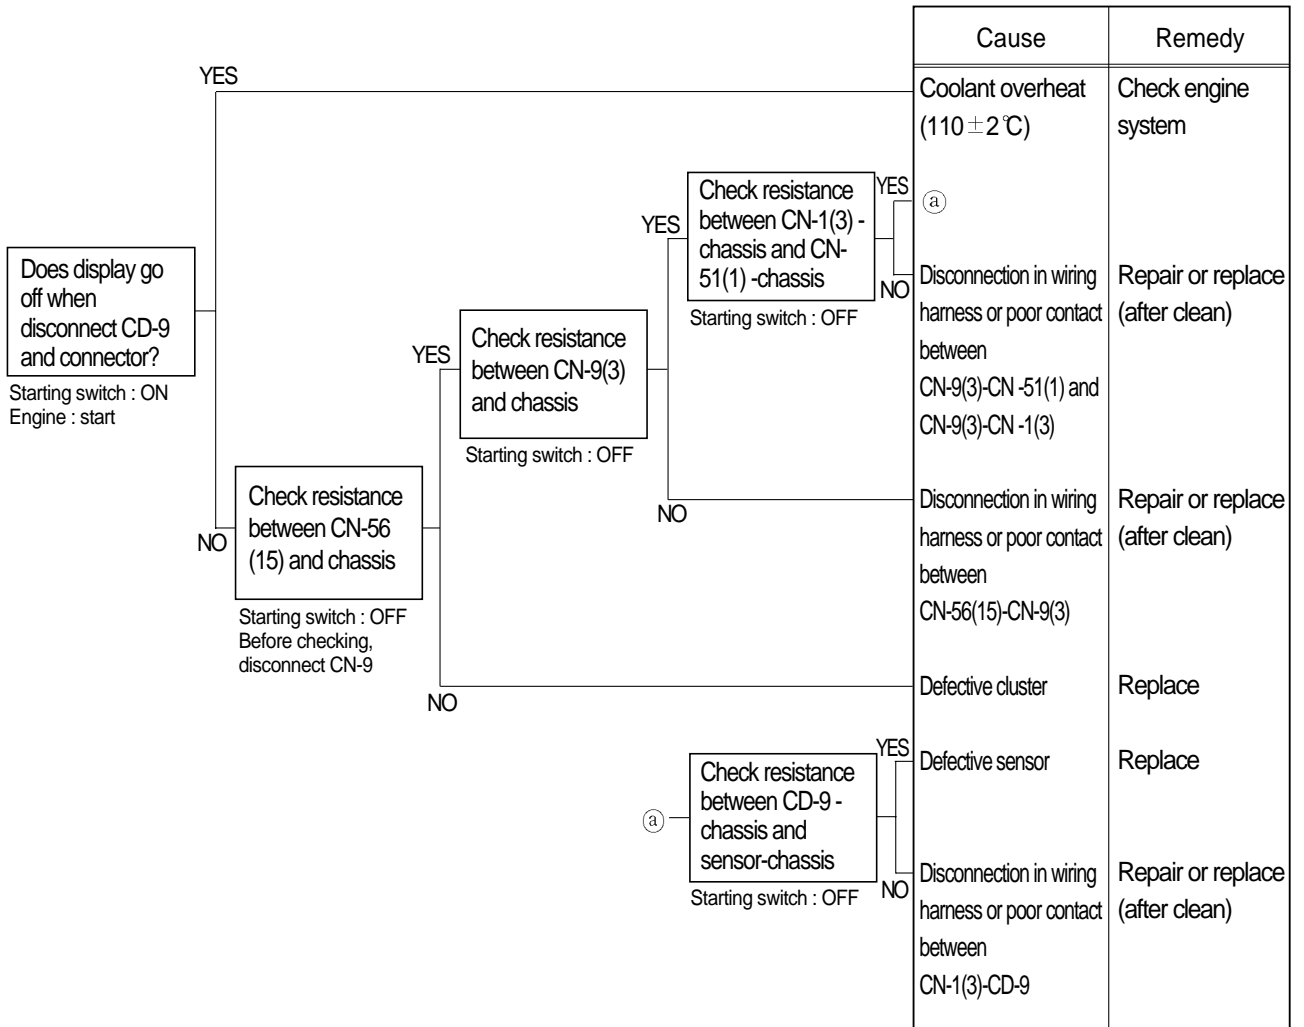 Cause
Remedy
YES
Coolant overheat
(110±2℃)
Check engine
system
Check resistance
between CN-1(3) -
chassis and CN-
51(1) -chassis
Starting switch : OFF
YES
ⓐ
YES
NO
Disconnection in wiring
harness or poor contact
between
CN-9(3)-CN -51(1) and
CN-9(3)-CN -1(3)
Repair or replace
(after clean)
Does display go
off when
disconnect CD-9
and connector?
Starting switch : ON
Engine : start
YES
Check resistance
between CN-9(3)
and chassis
Starting switch : OFF
NO
Disconnection in wiring
harness or poor contact
between
CN-56(15)-CN-9(3)
Repair or replace
(after clean)
NO
Check resistance
between CN-56
(15) and chassis
Starting switch : OFF
Before checking,
disconnect CN-9
NO
Defective cluster
Replace
ⓐ
Check resistance
between CD-9 -
chassis and
sensor-chassis
Starting switch : OFF
YES
Defective sensor
Replace
NO
Disconnection in wiring
harness or poor contact
between
CN-1(3)-CD-9
Repair or replace
(after clean)